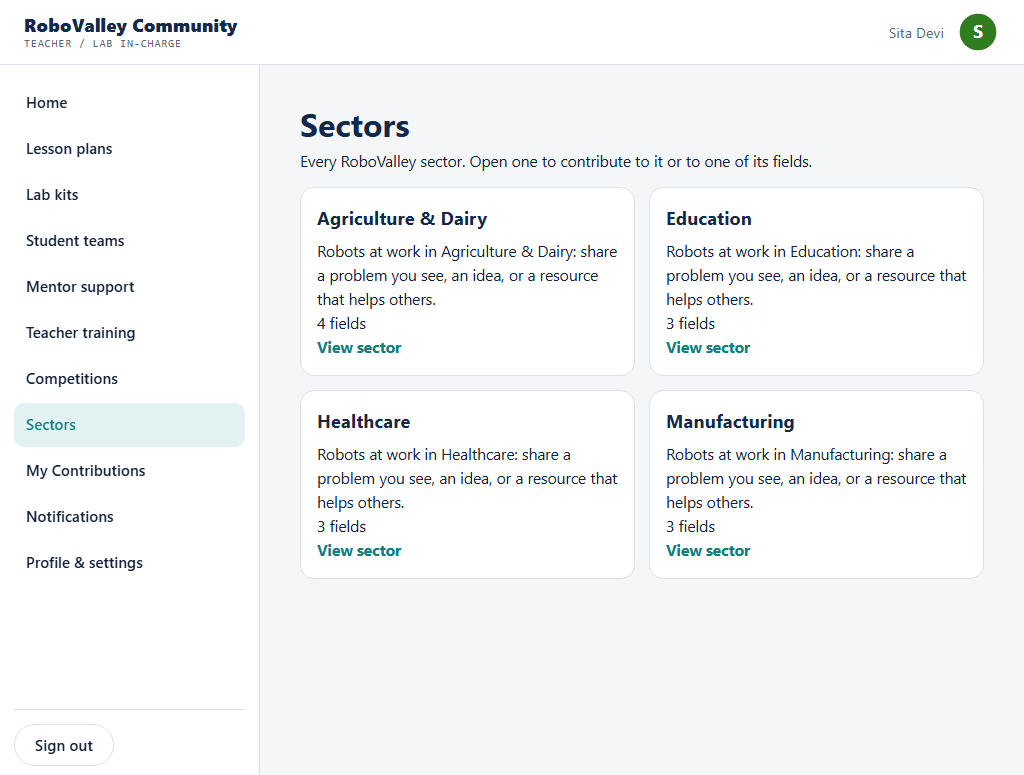 RoboValley Community
TEACHER / LAB IN-CHARGE
Sita Devi
S
Home
Lesson plans
Lab kits
Student teams
Mentor support
Teacher training
Competitions
Sectors
My Contributions
Notifications
Profile & settings
Sign out
Sectors
Every RoboValley sector. Open one to contribute to it or to one of its fields.
Agriculture & Dairy
Robots at work in Agriculture & Dairy: share
a problem you see, an idea, or a resource
that helps others.
4 fields
View sector
Education
Robots at work in Education: share a
problem you see, an idea, or a resource that
helps others.
3 fields
View sector
Healthcare
Robots at work in Healthcare: share a
problem you see, an idea, or a resource that
helps others.
3 fields
View sector
Manufacturing
Robots at work in Manufacturing: share a
problem you see, an idea, or a resource that
helps others.
3 fields
View sector